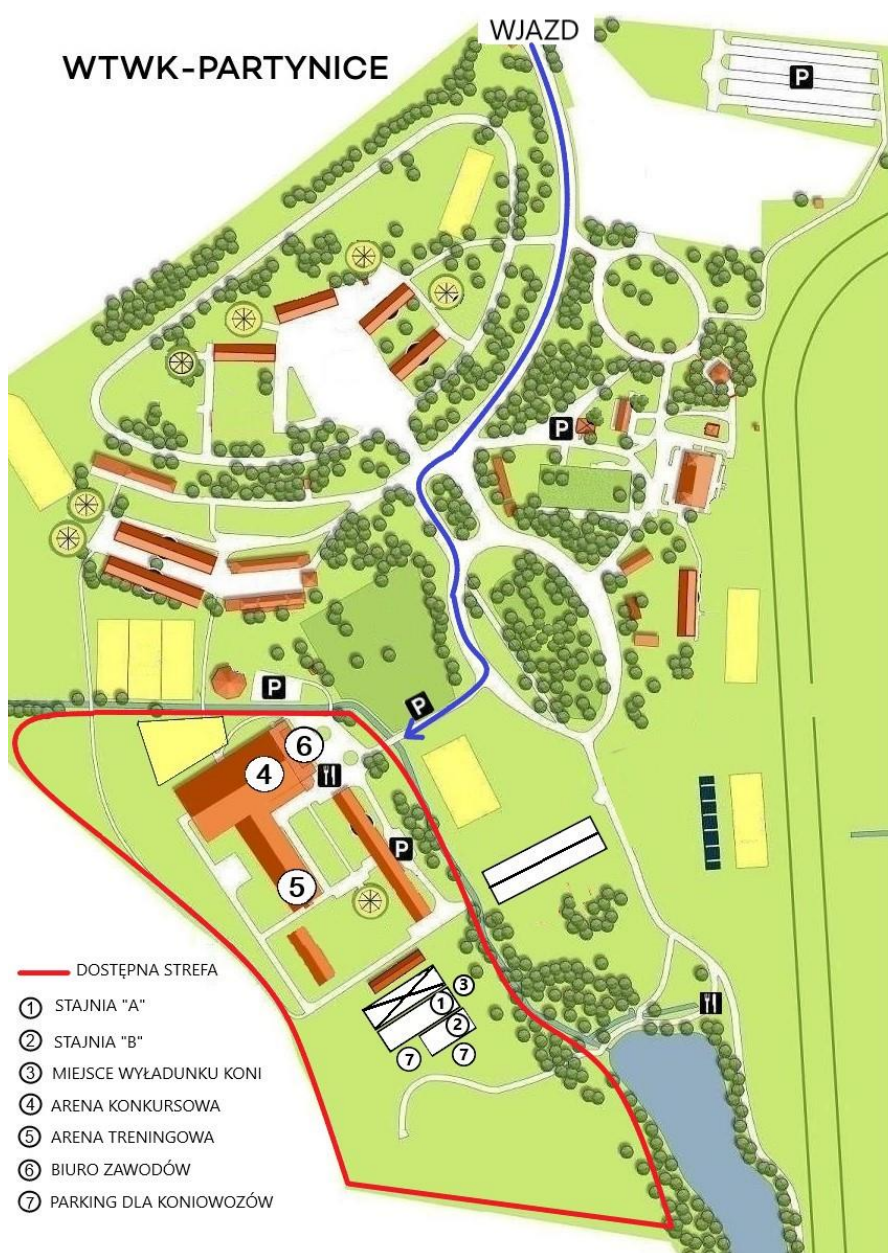 WJAZD
WTWK-PARTYNICE
P
P
P
P
6
4
5
P
3
1
2
7
7
DOSTĘPNA STREFA
1 STAJNIA "A"
2 STAJNIA "B"
3 MIEJSCE WYŁADUNKU KONI
4 ARENA KONKURSOWA
5 ARENA TRENINGOWA
6 BIURO ZAWODÓW
7 PARKING DLA KONIOWOZÓW